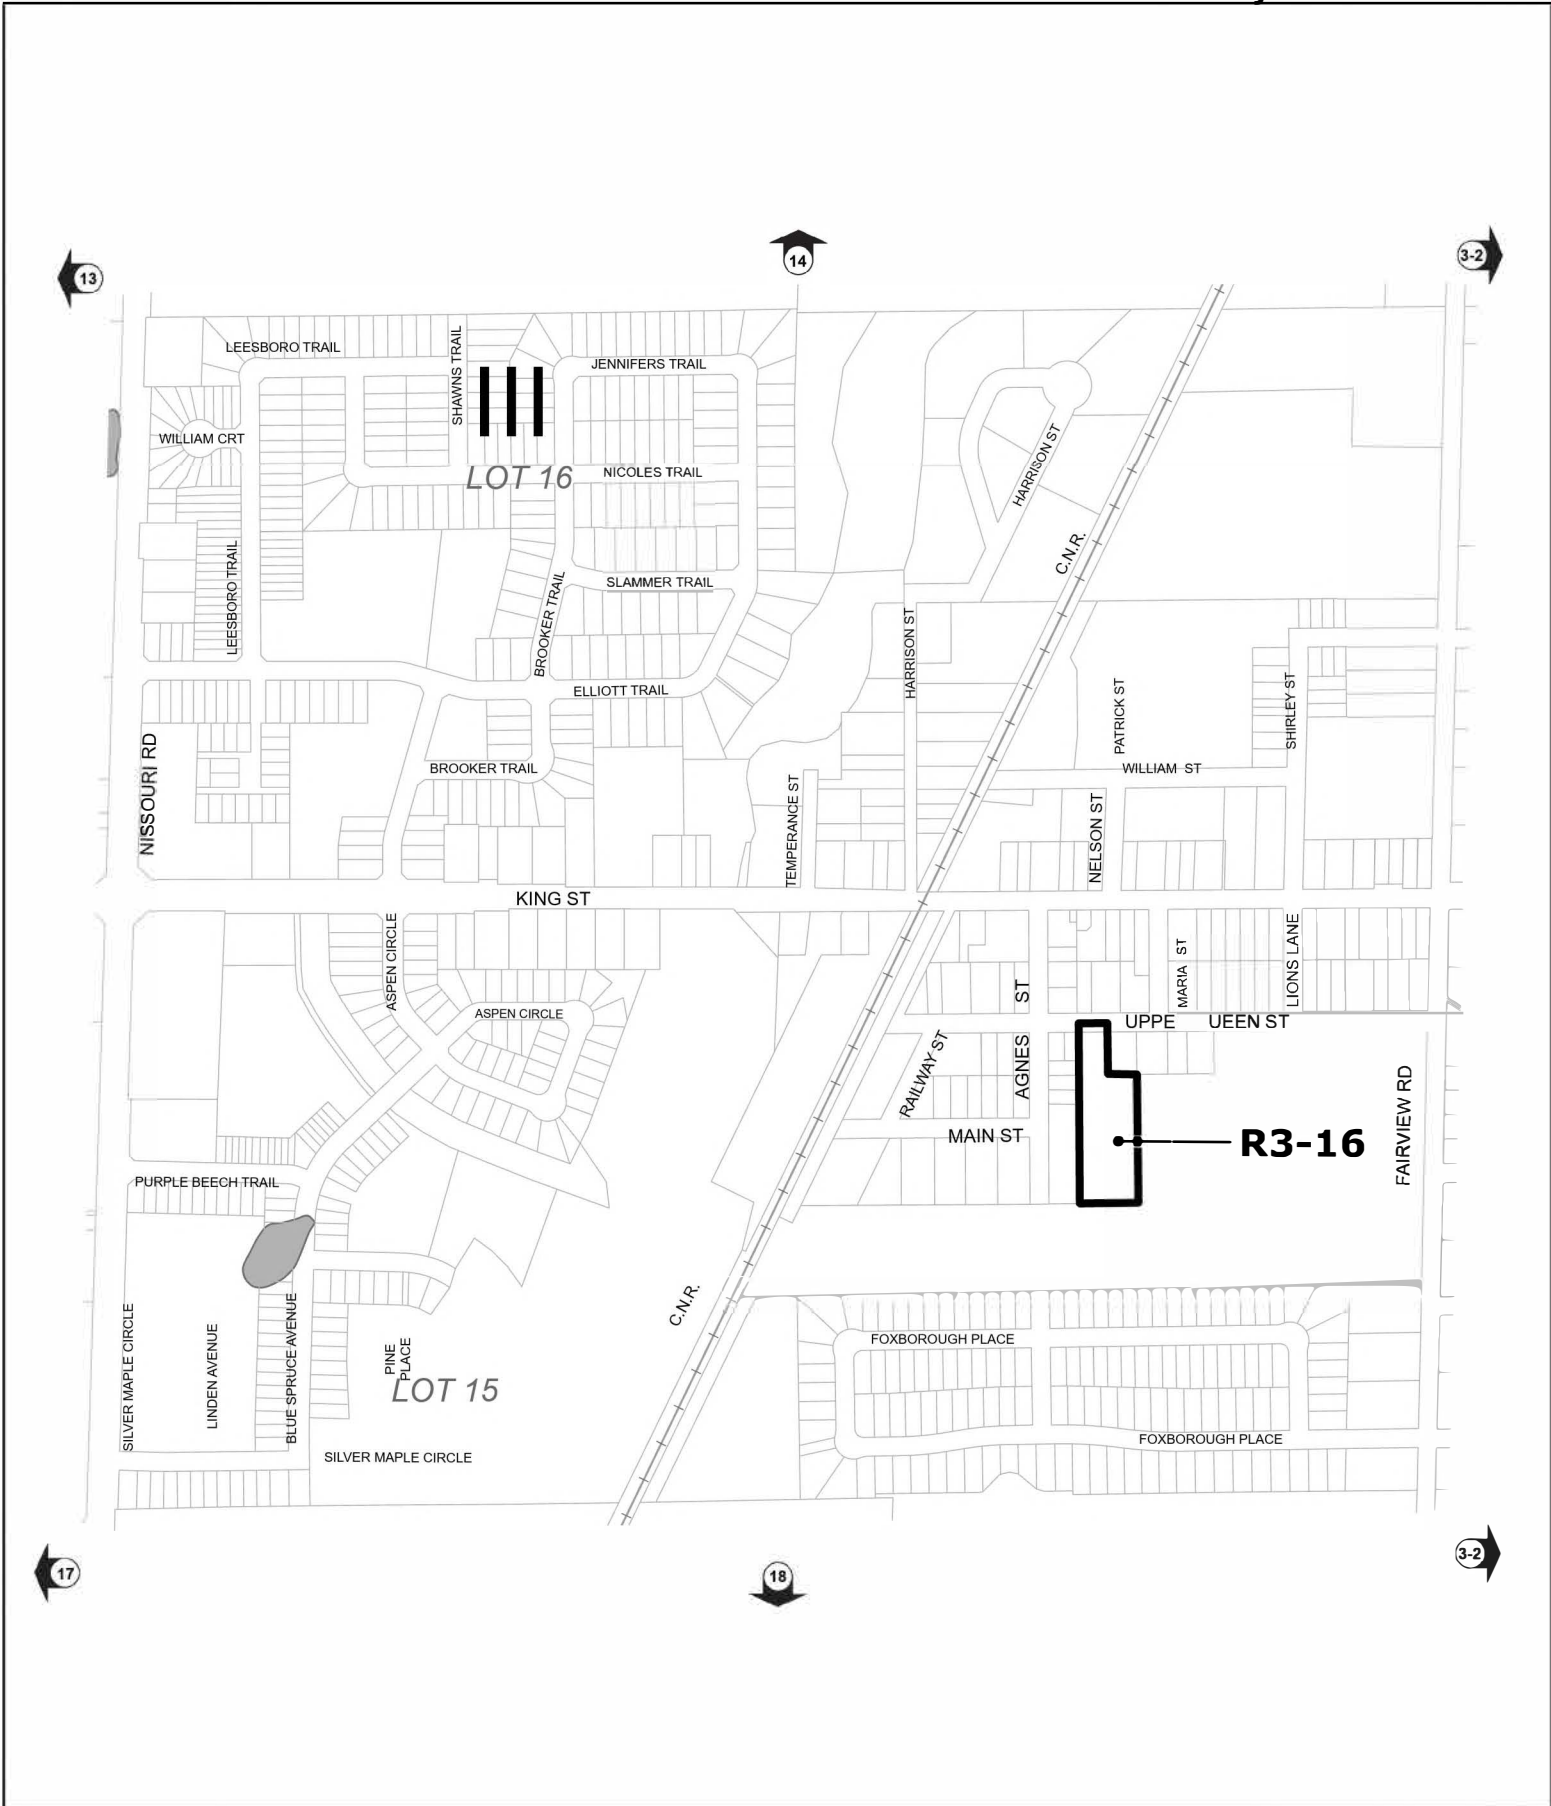 14
3-2
13
LEESBORO TRAIL
SHAWNS TRAIL
JENNIFERS TRAIL
WILLIAM CRT
LOT 16
NICOLES TRAIL
HARRISON ST
C.N.R.
LEESBORO TRAIL
BROOKER TRAIL
SLAMMER TRAIL
HARRISON ST
ELLIOTT TRAIL
PATRICK ST
SHIRLEY ST
NISSOURI RD
BROOKER TRAIL
TEMPERANCE ST
WILLIAM ST
NELSON ST
KING ST
ASPEN CIRCLE
ASPEN CIRCLE
MARIA ST
LIONS LANE
AGNES ST
UPPE UEEN ST
RAILWAY ST
MAIN ST
R3-16
FAIRVIEW RD
PURPLE BEECH TRAIL
SILVER MAPLE CIRCLE
LINDEN AVENUE
BLUE SPRUCE AVENUE
PINE
PLACE
C.N.R.
FOXBOROUGH PLACE
LOT 15
FOXBOROUGH PLACE
SILVER MAPLE CIRCLE
17
18
3-2